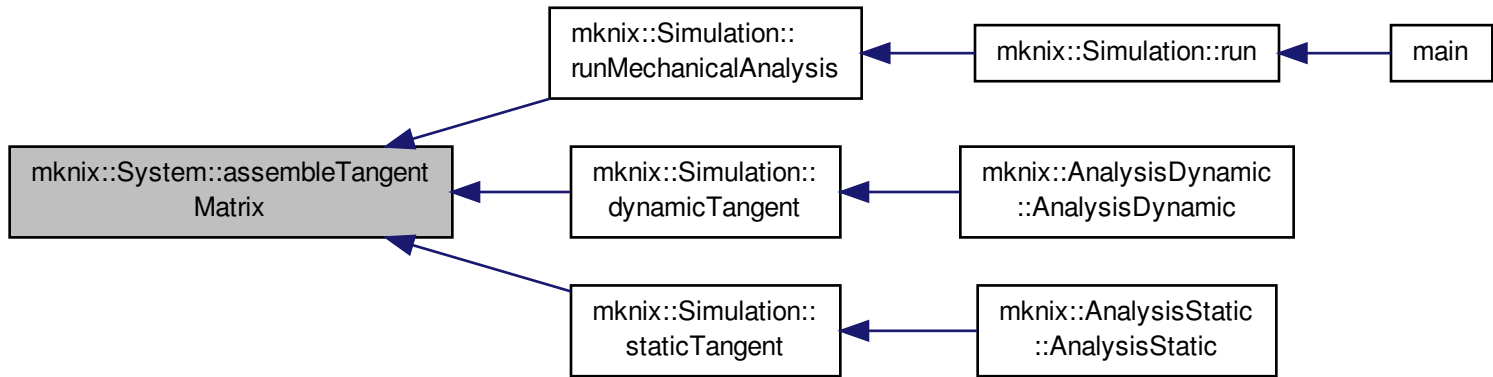 mknix::Simulation::
runMechanicalAnalysis
mknix::Simulation::run
main
mknix::System::assembleTangent
Matrix
mknix::Simulation::
dynamicTangent
mknix::AnalysisDynamic
::AnalysisDynamic
mknix::Simulation::
staticTangent
mknix::AnalysisStatic
::AnalysisStatic